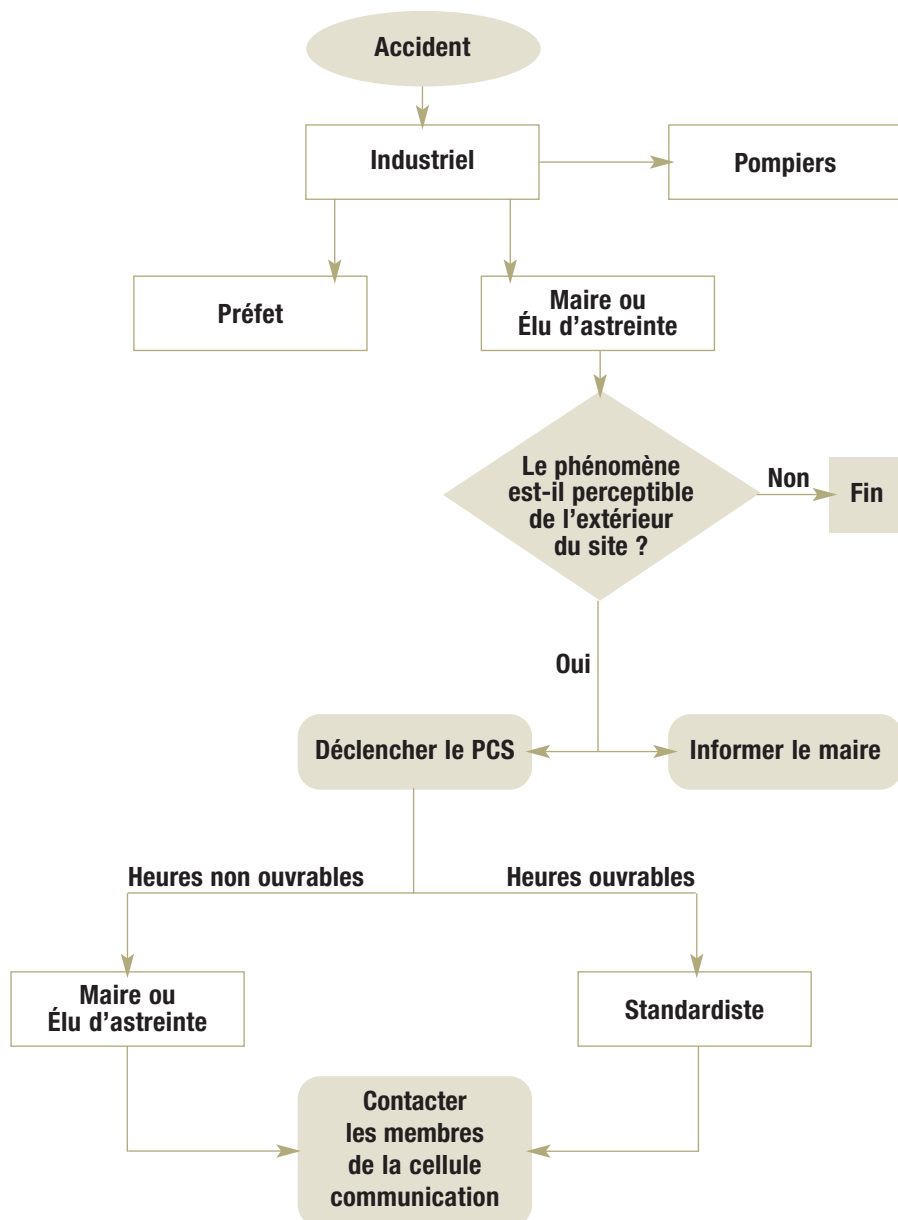 Accident
Industriel
Pompiers
Préfet
Maire ou
Élu d’astreinte
Le phénomène
est-il perceptible
de l’extérieur
du site ?
Non
Fin
Oui
Déclencher le PCS
Informer le maire
Heures non ouvrables
Heures ouvrables
Maire ou
Élu d’astreinte
Standardiste
Contacter
les membres
de la cellule
communication